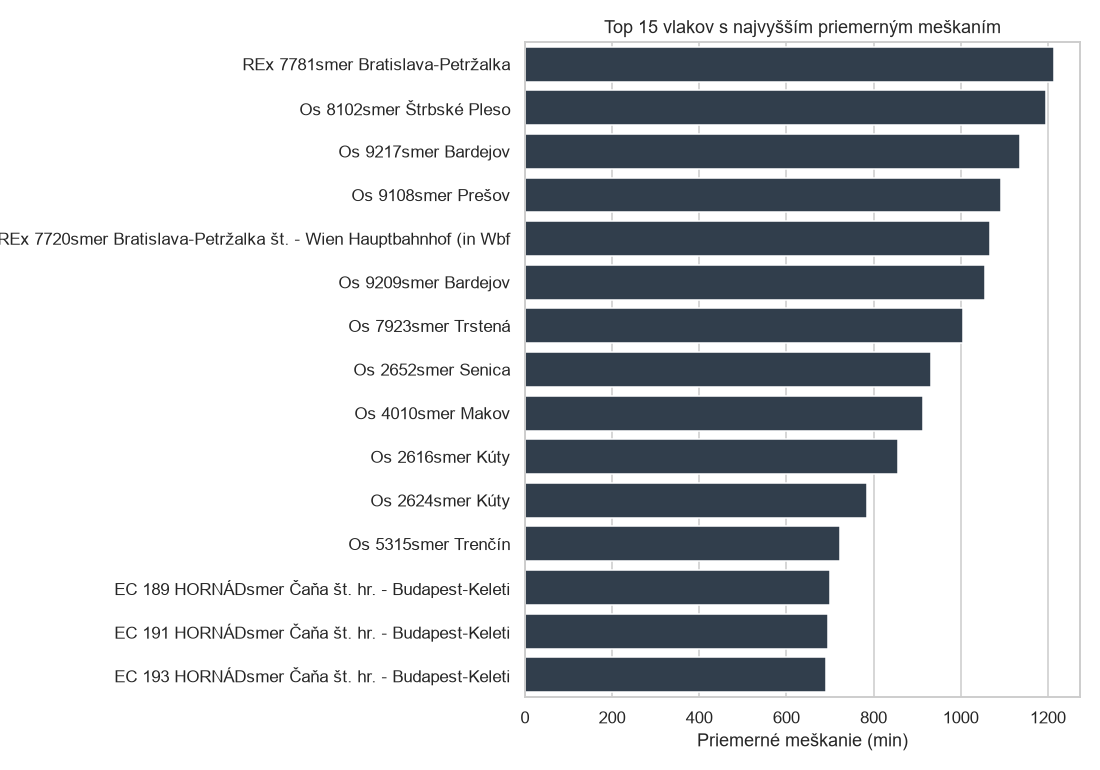 Top 15 vlakov s najvyšším priemerným meškaním
REx 7781smer Bratislava-Petržalka
Os 8102smer Štrbské Pleso
Os 9217smer Bardejov
Os 9108smer Prešov
REx 7720smer Bratislava-Petržalka št. - Wien Hauptbahnhof (in Wbf
Os 9209smer Bardejov
Os 7923smer Trstená
Os 2652smer Senica
Os 4010smer Makov
Os 2616smer Kúty
Os 2624smer Kúty
Os 5315smer Trenčín
EC 189 HORNÁDsmer Čaňa št. hr. - Budapest-Keleti
EC 191 HORNÁDsmer Čaňa št. hr. - Budapest-Keleti
EC 193 HORNÁDsmer Čaňa št. hr. - Budapest-Keleti
0 200 400 600 800 1000 1200
Priemerné meškanie (min)